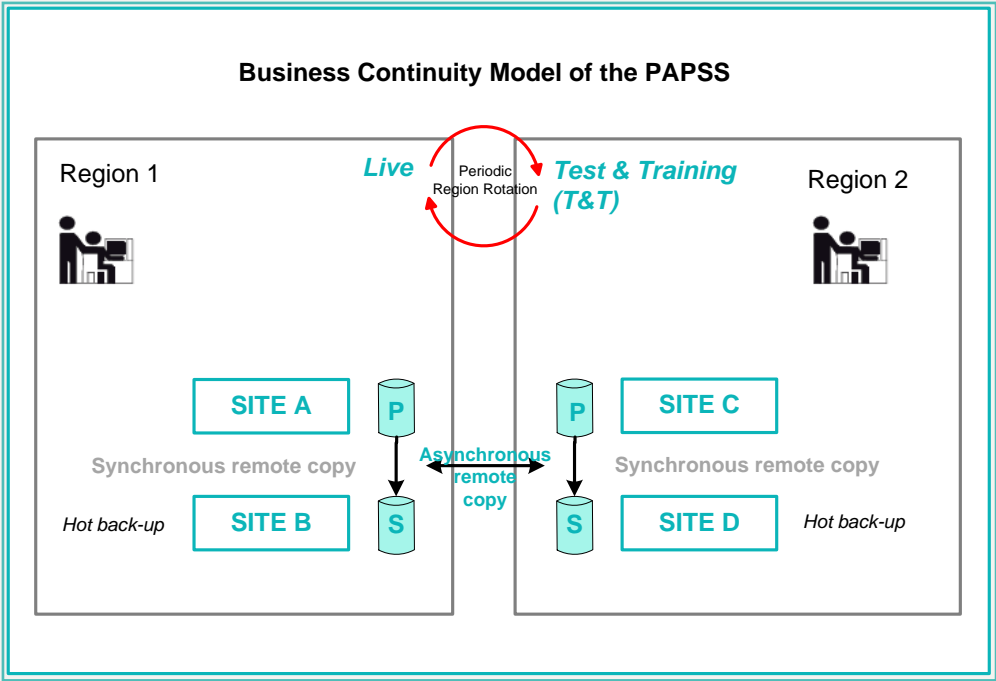 Business Continuity Model of the PAPSS
Region 1
Live
Periodic
Region Rotation
Test & Training
(T&T)
Region 2
SITE A
P
P
SITE C
Synchronous remote copy
Asynchronous
remote
copy
Synchronous remote copy
Hot back-up
SITE B
S
S
SITE D
Hot back-up